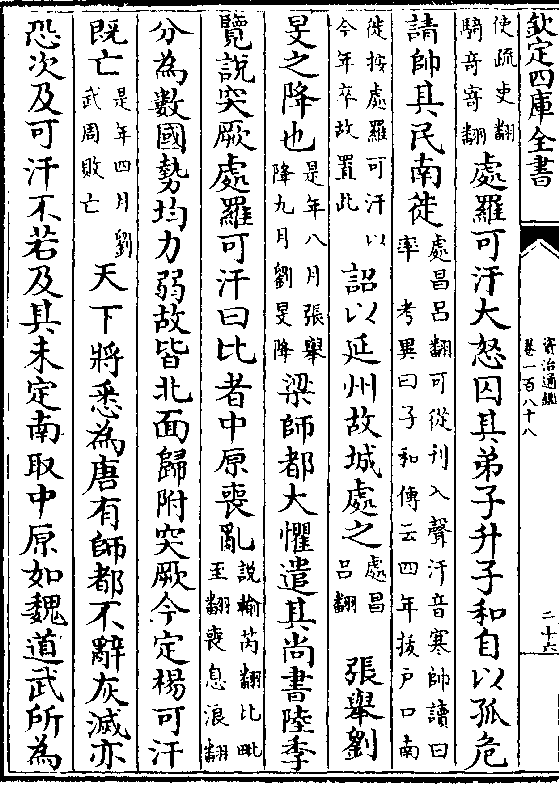 欽定四庫全書
資治通鑑
卷一百八十八
二十六
使疏吏翻
騎奇寄翻
處羅可汗大怒囚其弟子升子和自以孤危
請帥其民南徙
處昌呂翻可從刋入聲汗音寒帥讀曰
率 考異曰子和傳云四年拔戶口南
徙按處羅可汗以
今年卒故置此
詔以延州故城處之
處昌
呂翻
張舉劉
旻之降也
是年八月張舉
降九月劉旻降
梁師都大懼遣其尚書陸季
覽說突厥處羅可汗曰比者中原喪亂
說輸芮翻比毗
至翻喪息浪翻
分為數國勢均力弱故皆北面歸附突厥今定楊可汗
既亡
是年四月劉
武周敗亡
天下將悉為唐有師都不辭灰滅亦
恐次及可汗不若及其未定南取中原如魏道武所為